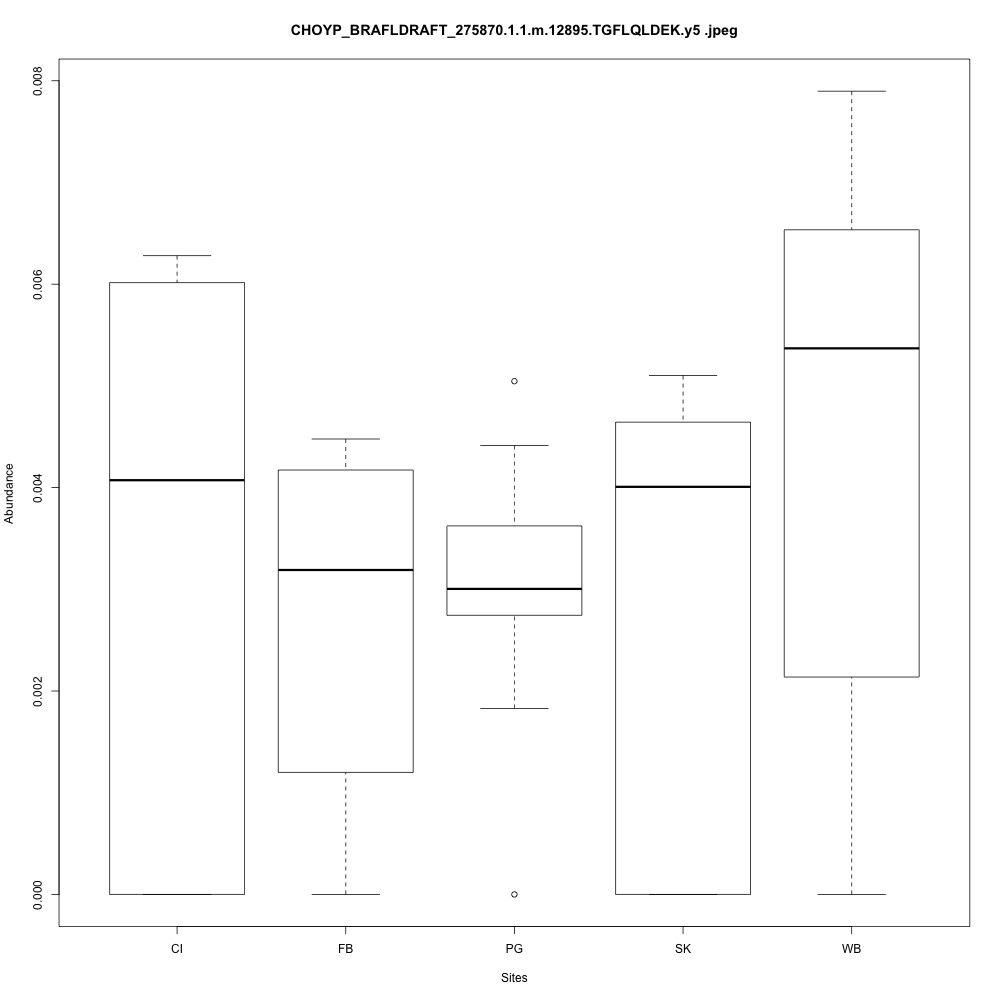 CHOYP_BRAFLDRAFT_275870.1.1.m.12895.TGFLQLDEK.y5 .jpeg
0.008
0.006
0.004
0.002
0.000
Abundance
CI FB PG SK WB
Sites